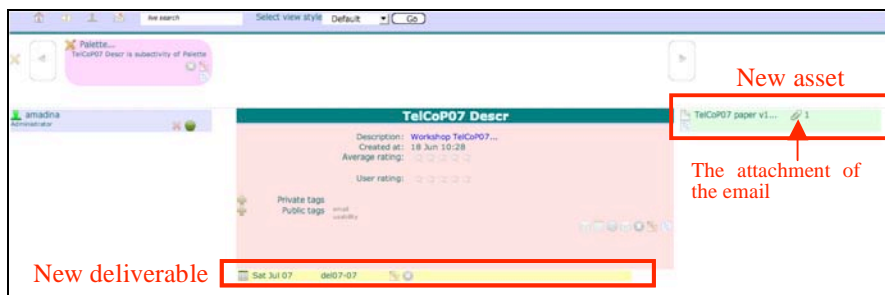 live search
Select view style Default Go
Palette...
TelCoP07 Descr is subactivity of Palette
New asset
amadina
Administrator
TelCoP07 Descr
TelCoP07 paper v1... 1
Description: Workshop TelCoP07...
Created at: 18 Jun 10:28
Average rating:
The attachment of
the email
User rating:
Private tags
Public tags email
usability
New deliverable
Sat Jul 07 del07-07